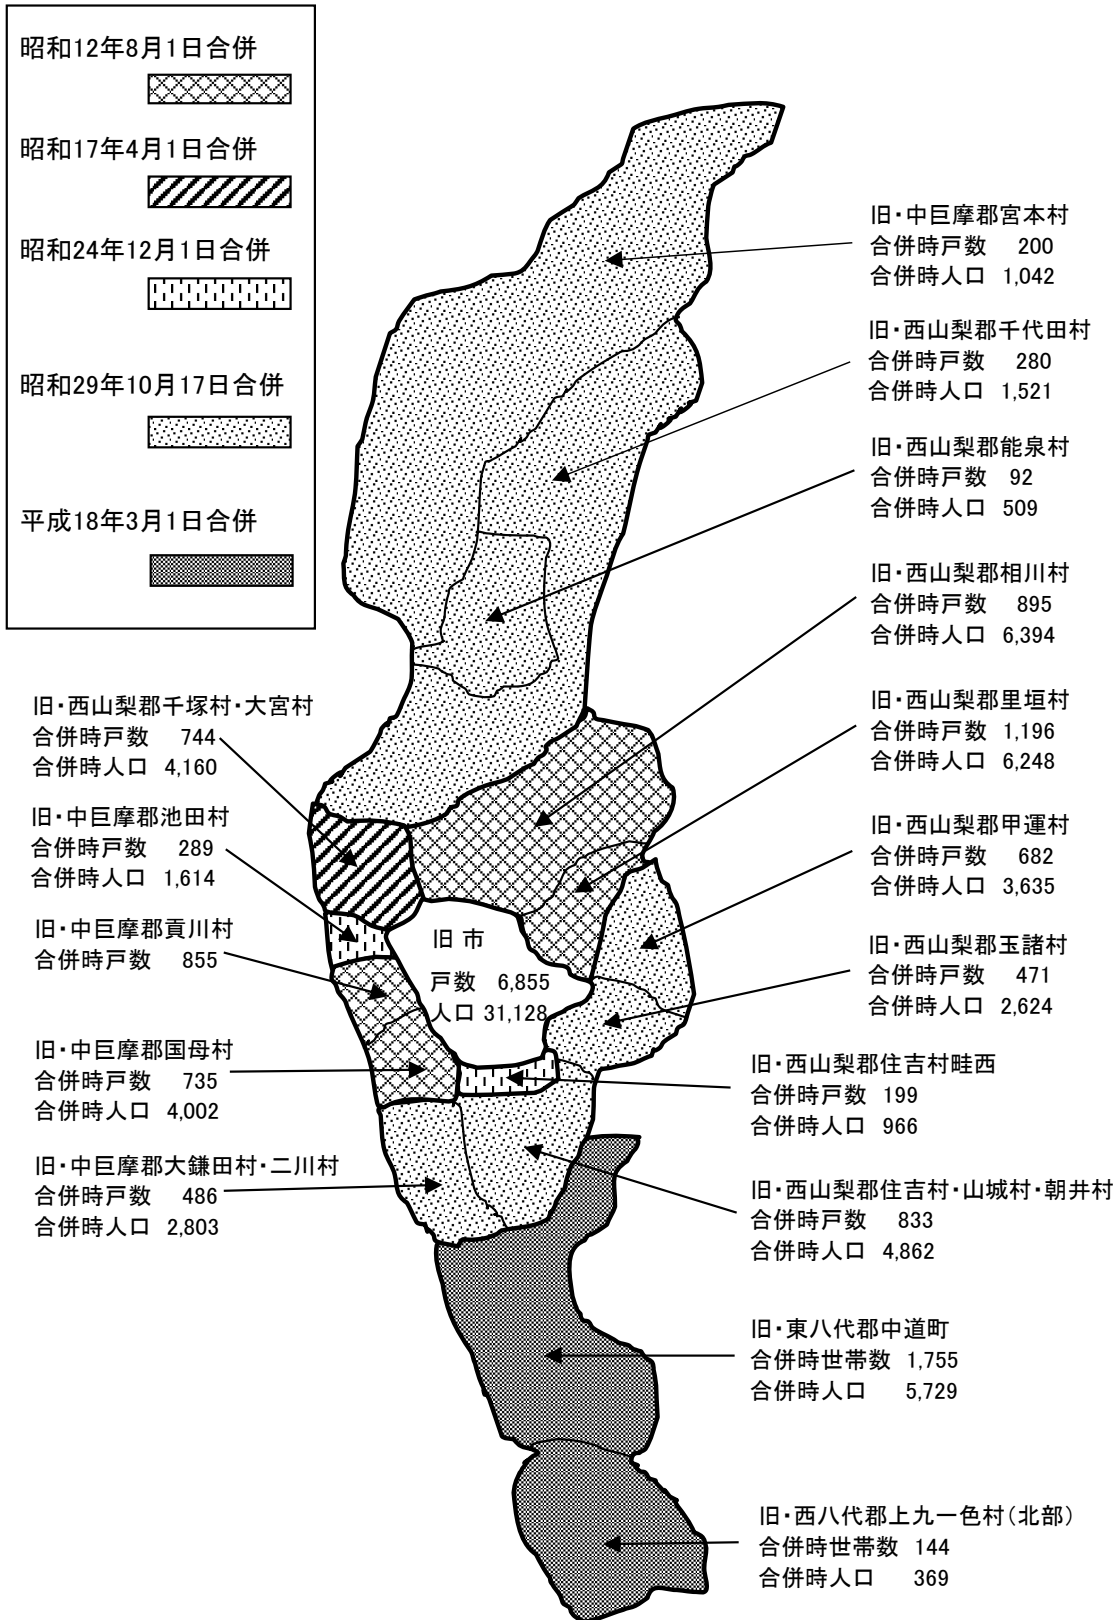 昭和12年8月1日合併
昭和17年4月1日合併
昭和24年12月1日合併
昭和29年10月17日合併
平成18年3月1日合併
旧・中巨摩郡宮本村
合併時戸数 200
合併時人口 1,042
旧・西山梨郡千代田村
合併時戸数 280
合併時人口 1,521
旧・西山梨郡能泉村
合併時戸数 92
合併時人口 509
旧・西山梨郡相川村
合併時戸数 895
合併時人口 6,394
旧・西山梨郡里垣村
合併時戸数 1,196
合併時人口 6,248
旧・西山梨郡甲運村
合併時戸数 682
合併時人口 3,635
旧・西山梨郡玉諸村
合併時戸数 471
合併時人口 2,624
旧・西山梨郡住吉村畦西
合併時戸数 199
合併時人口 966
旧・西山梨郡住吉村・山城村・朝井村
合併時戸数 833
合併時人口 4,862
旧・東八代郡中道町
合併時世帯数 1,755
合併時人口 5,729
旧・西八代郡上九一色村(北部)
合併時世帯数 144
合併時人口 369
旧・西山梨郡千塚村・大宮村
合併時戸数 744
合併時人口 4,160
旧・中巨摩郡池田村
合併時戸数 289
合併時人口 1,614
旧・中巨摩郡貢川村
合併時戸数 855
旧・中巨摩郡国母村
合併時戸数 735
合併時人口 4,002
旧・中巨摩郡大鎌田村・二川村
合併時戸数 486
合併時人口 2,803
旧 市
戸数 6,855
人口 31,128